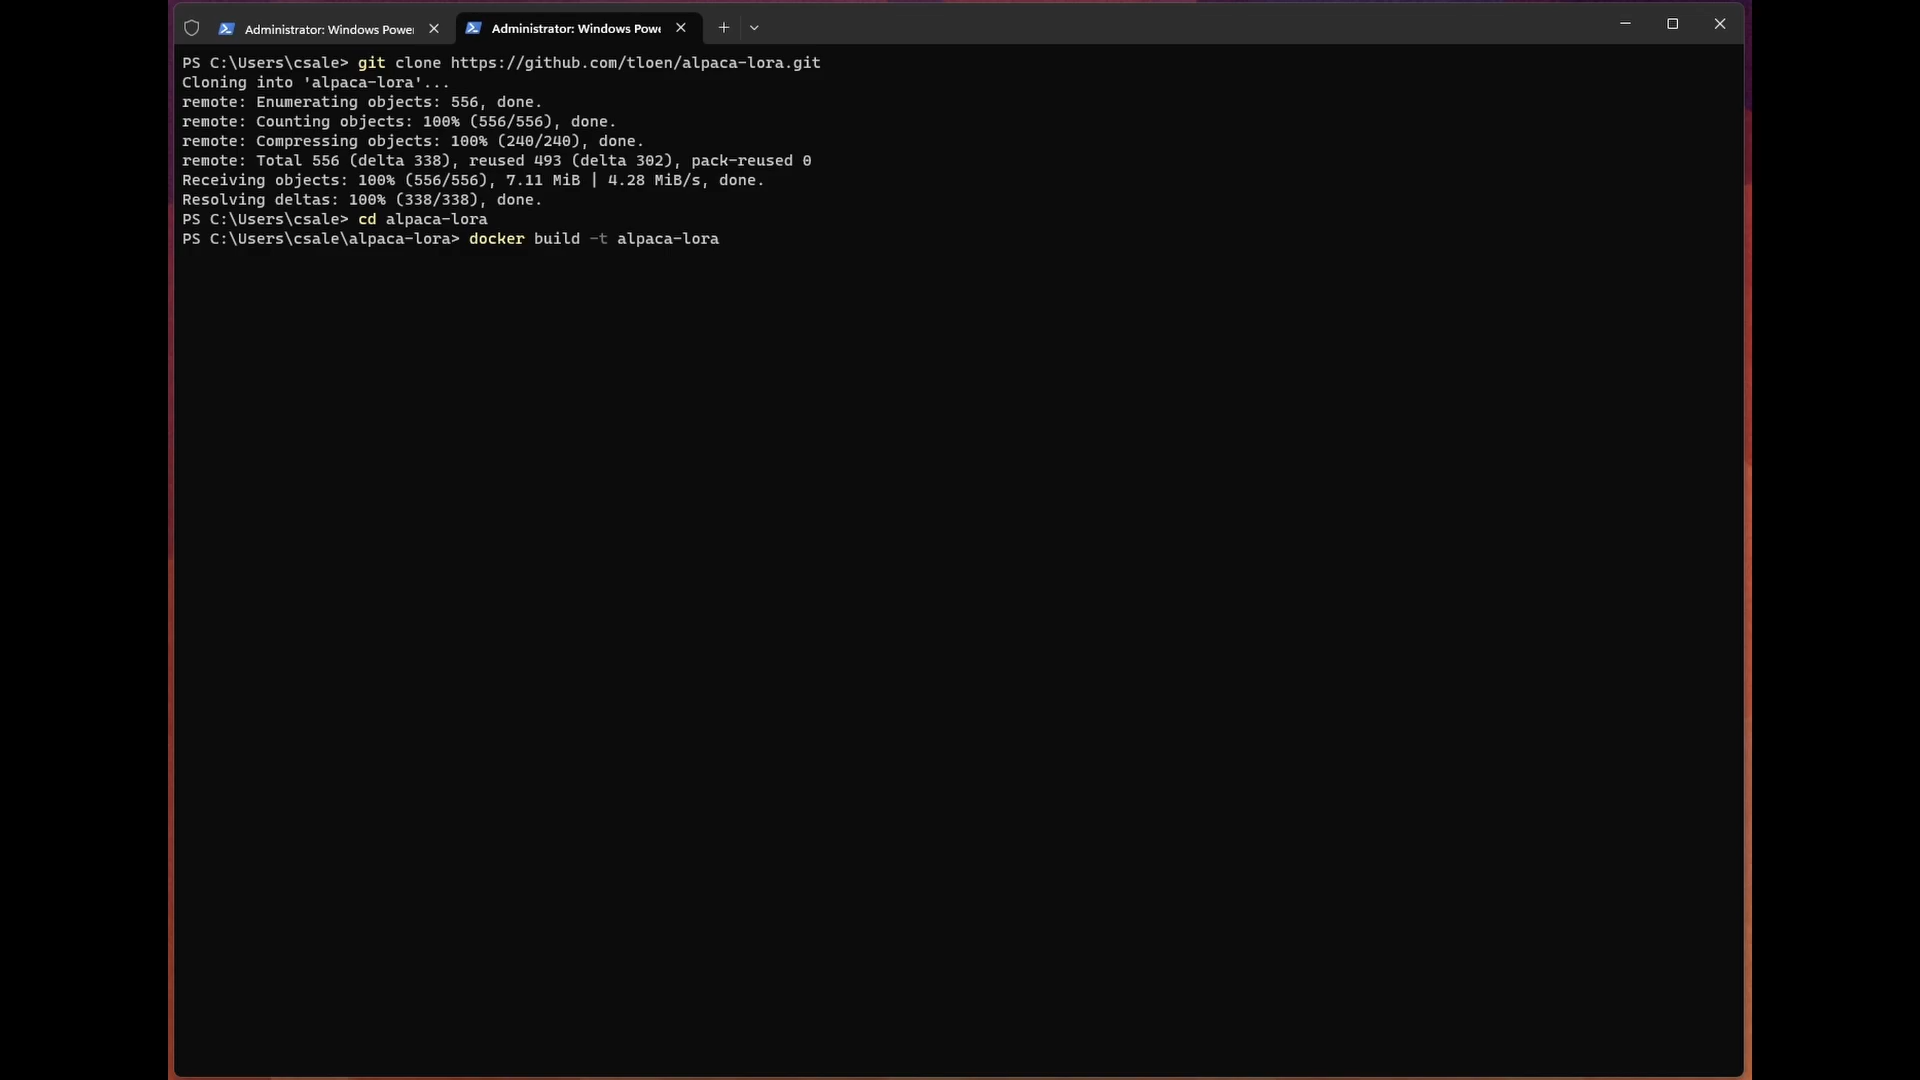 Administrator: Windows Power
Administrator: Windows Powe
PS C:\Users\csale> git clone https://github.com/tloen/alpaca-lora.git
Cloning into 'alpaca-lora'...
remote: Enumerating objects: 556, done.
remote: Counting objects: 100% (556/556), done.
remote: Compressing objects: 100% (240/240), done.
remote: Total 556 (delta 338), reused 493 (delta 302), pack-reused 0
Receiving objects: 100% (556/556), 7.11 MiB | 4.28 MiB/s, done.
Resolving deltas: 100% (338/338), done.
PS C:\Users\csale> cd alpaca-lora
PS C:\Users\csale\alpaca-lora> docker build -t alpaca-lora